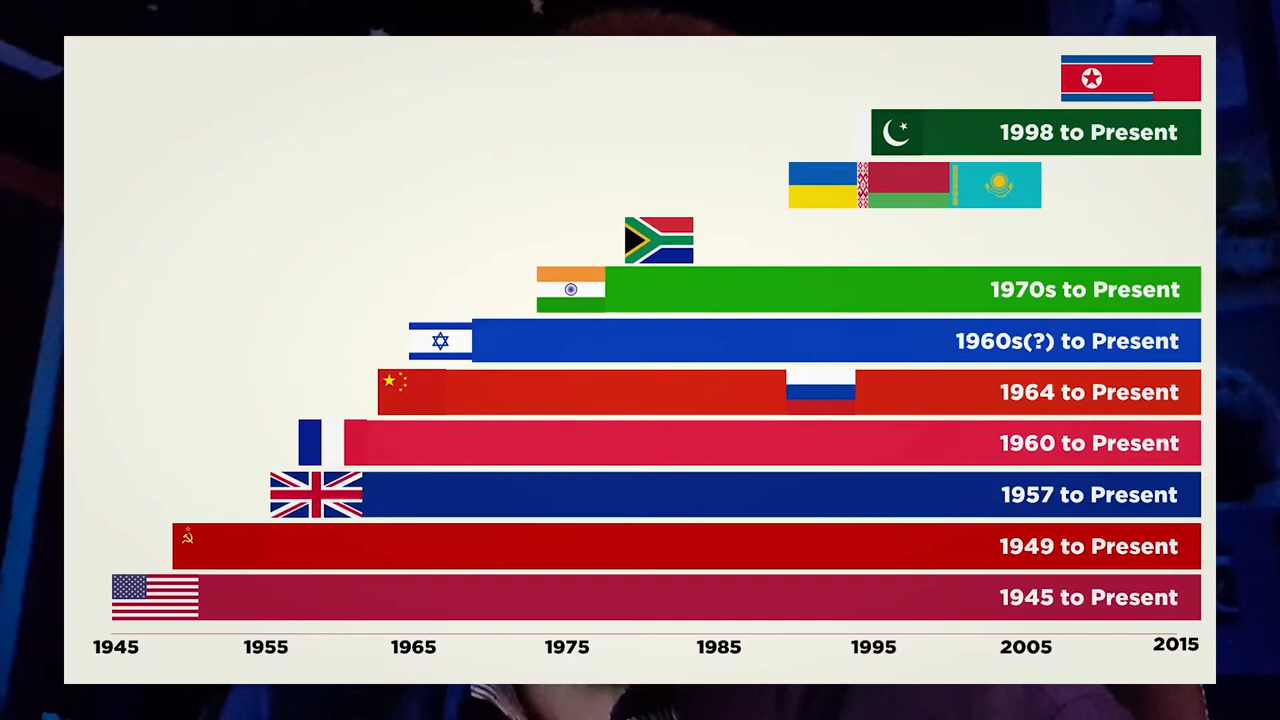 1998 to Present
1970s to Present
1960s(?) to Present
1964 to Present
1960 to Present
1957 to Present
1949 to Present
1945 to Present
1945 1955 1965 1975 1985 1995 2005 2015